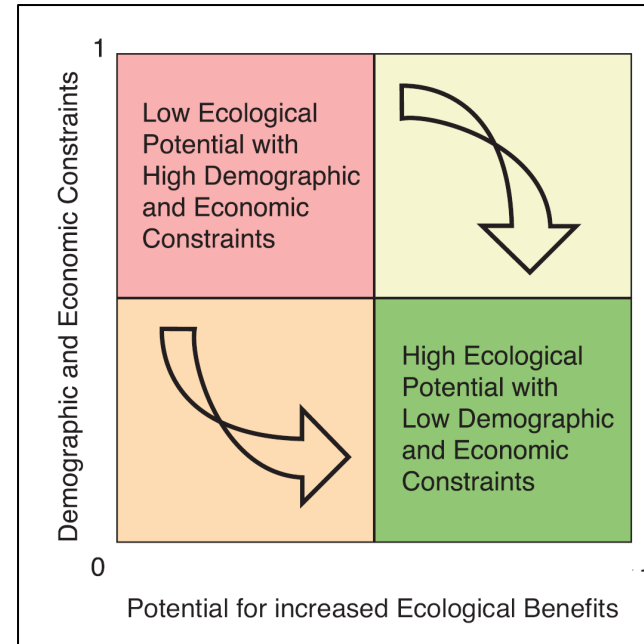 1
Demographic and Economic Constraints
Low Ecological
Potential with
High Demographic
and Economic
Constraints
High Ecological
Potential with
Low Demographic
and Economic
Constraints
0
Potential for increased Ecological Benefits